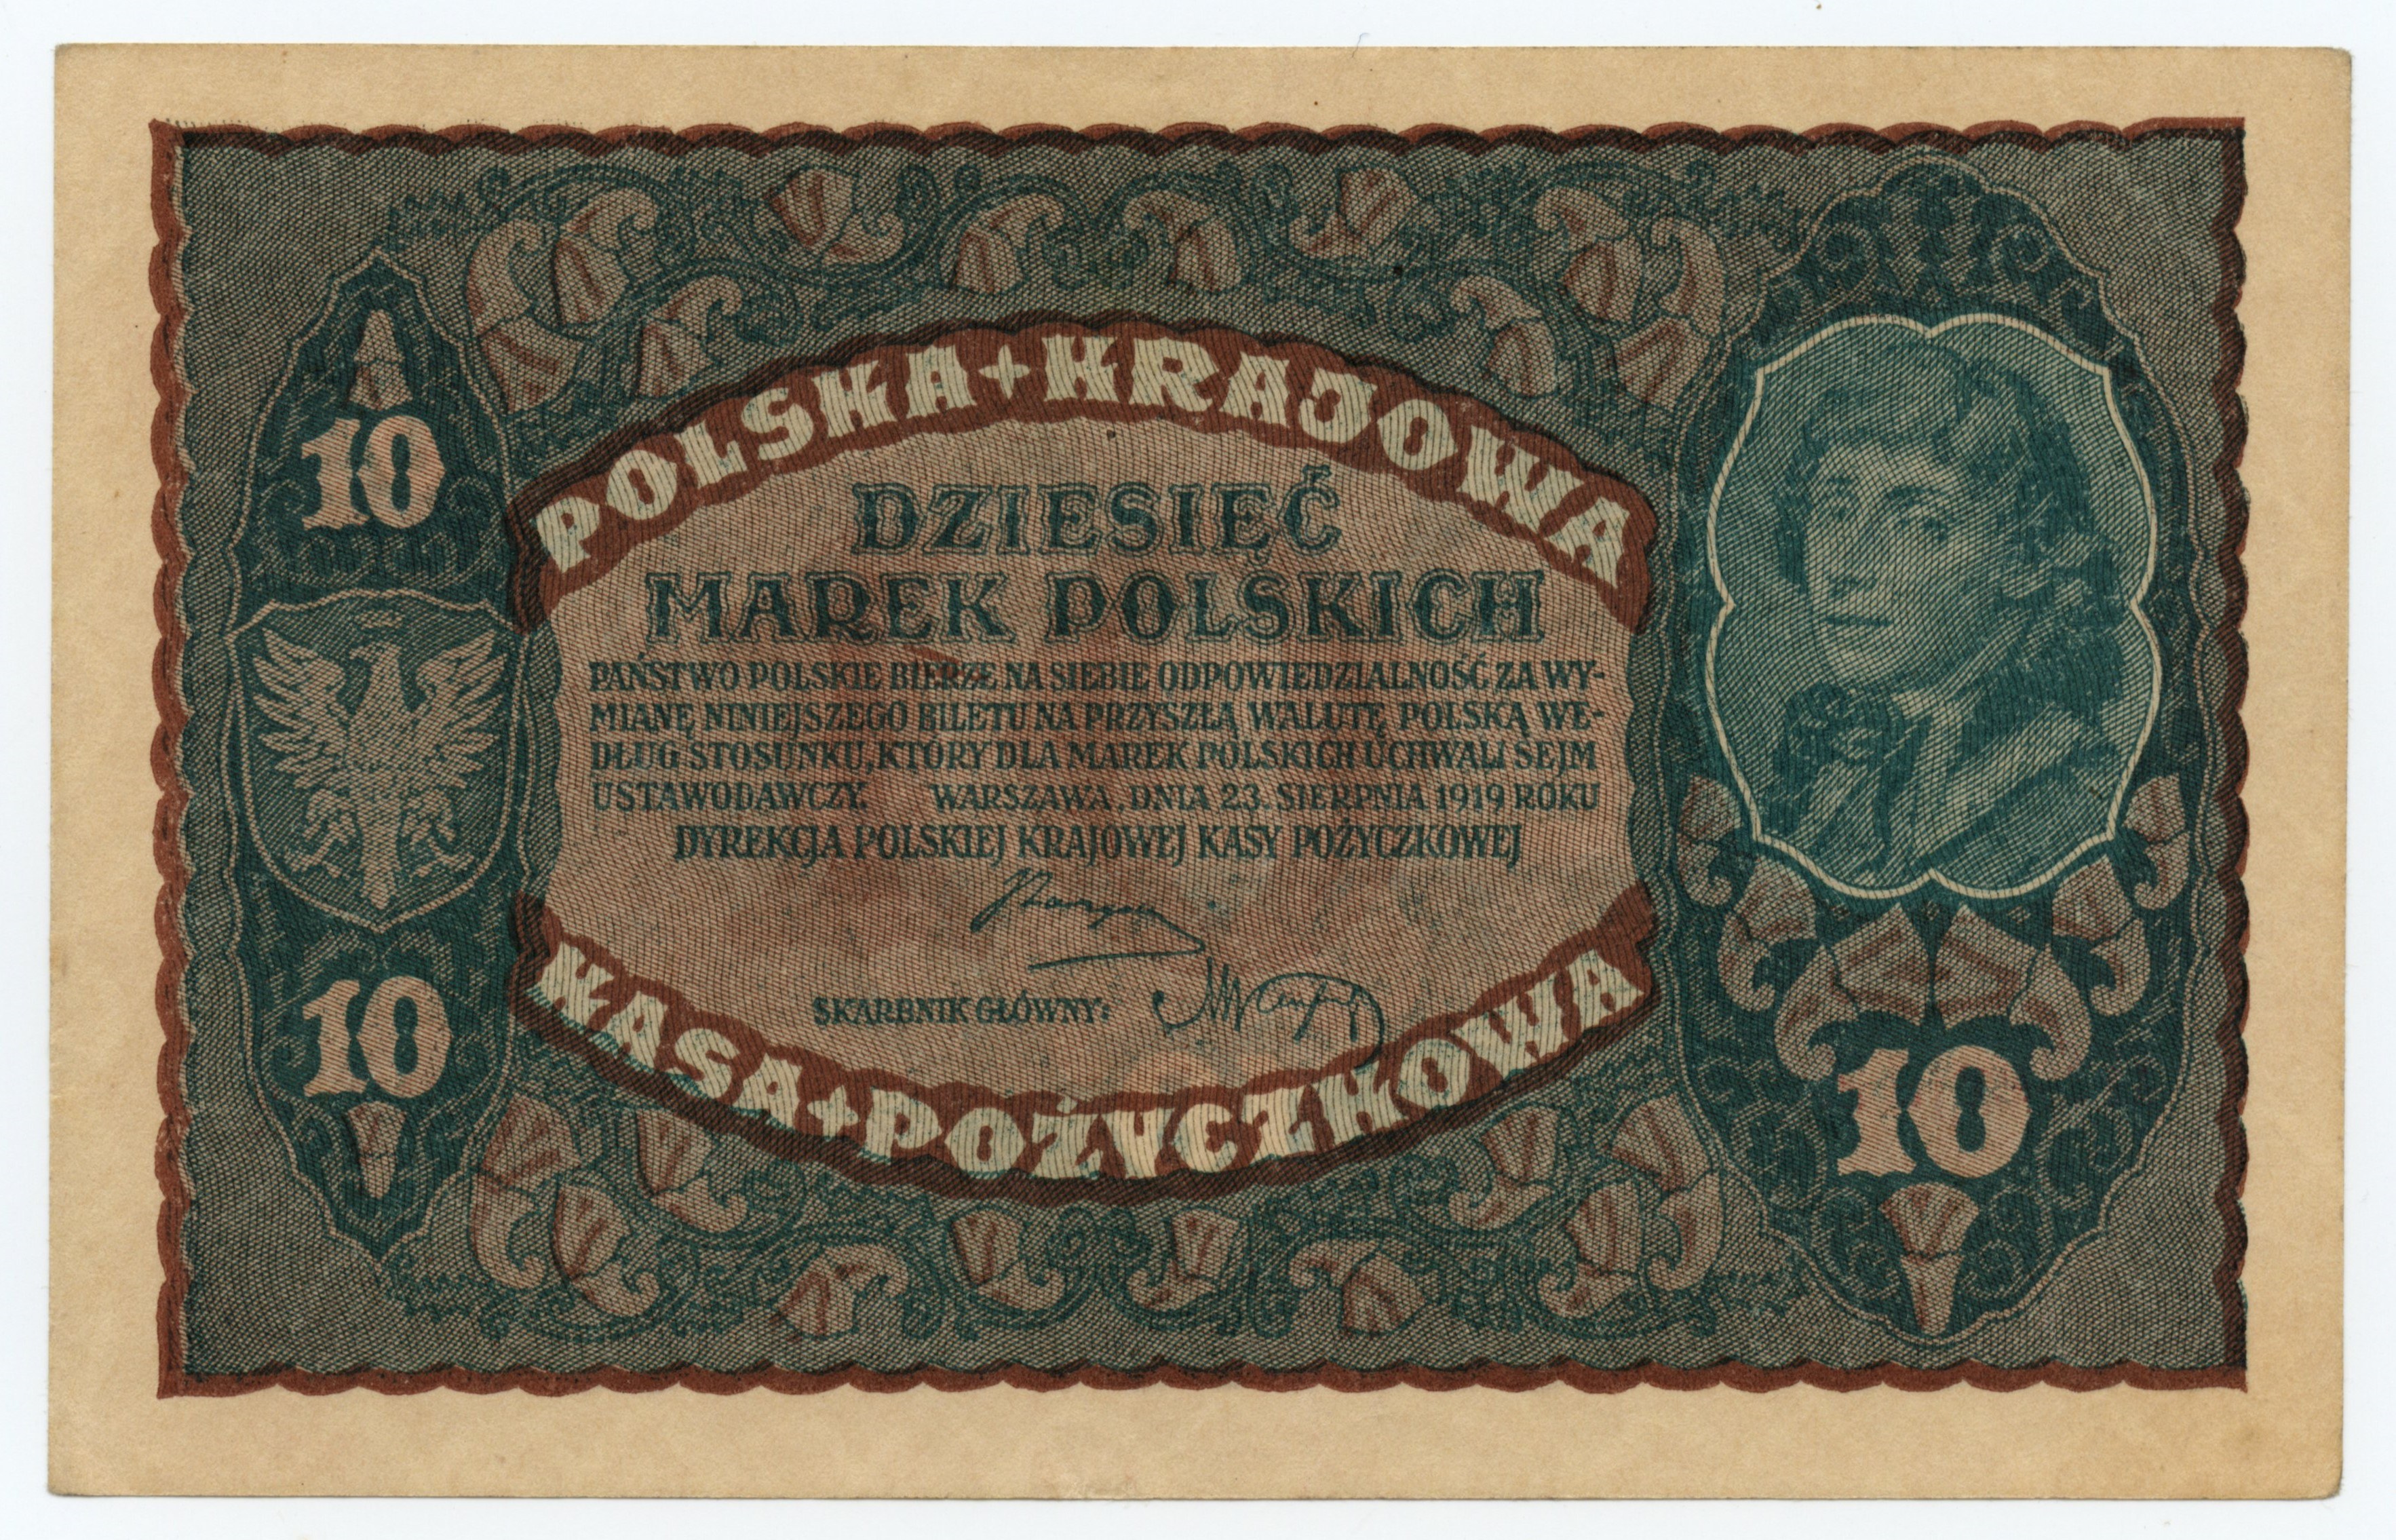 POLSKA + KRAJOWA
10
DZIESIĘĆ
MAREK POLSKICH
PAŃSTWO POLSKIE BIERZE NA SIEBIE ODPOWIEDZIALNOŚĆ ZA WY-
MIANĘ NINIEJSZEGO BILETU NA PRZYSZŁĄ WALUTĘ POLSKĄ WE-
DŁUG STOSUNKU, KTÓRY DLA MAREK POLSKICH UCHWALI SEJM
USTAWODAWCZY. WARSZAWA, DNIA 23. SIERPNIA 1919 ROKU
DYREKCJA POLSKIEJ KRAJOWEJ KASY POŻYCZKOWEJ
SKARBNIK GŁÓWNY:
KASA + POŻYCZKOWA
10
10